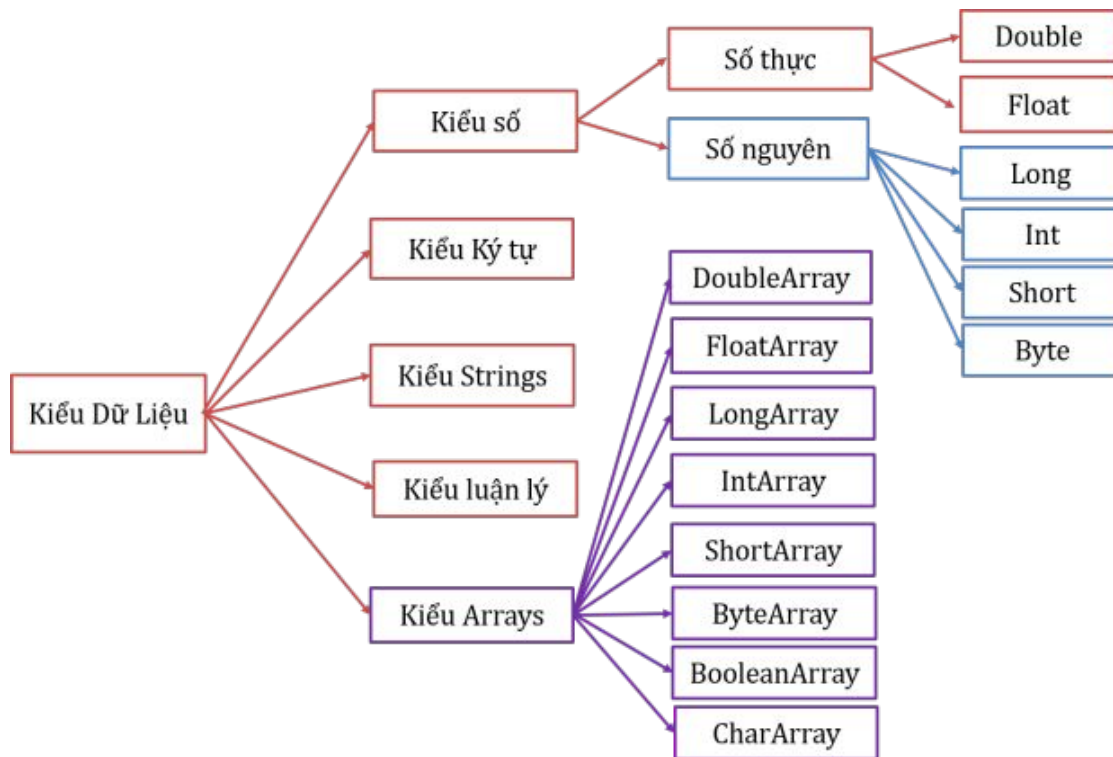 Kiểu Dữ Liệu
Kiểu số
Kiểu Ký tự
Kiểu Strings
Kiểu luận lý
Kiểu Arrays
Số thực
Số nguyên
DoubleArray
FloatArray
LongArray
IntArray
ShortArray
ByteArray
BooleanArray
CharArray
Double
Float
Long
Int
Short
Byte